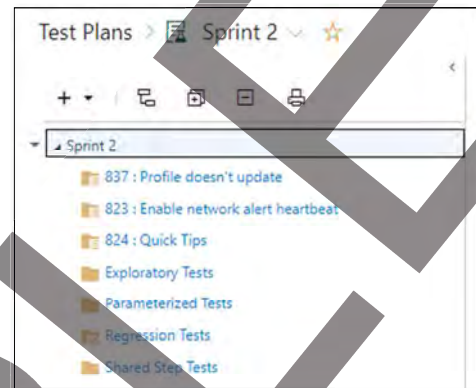 Test Plans > Sprint 2
Sprint 2
837 : Profile doesn't update
823 : Enable network alert heartbeat
824 : Quick Tips
Exploratory Tests
Parameterized Tests
Regression Tests
Shared Step Tests